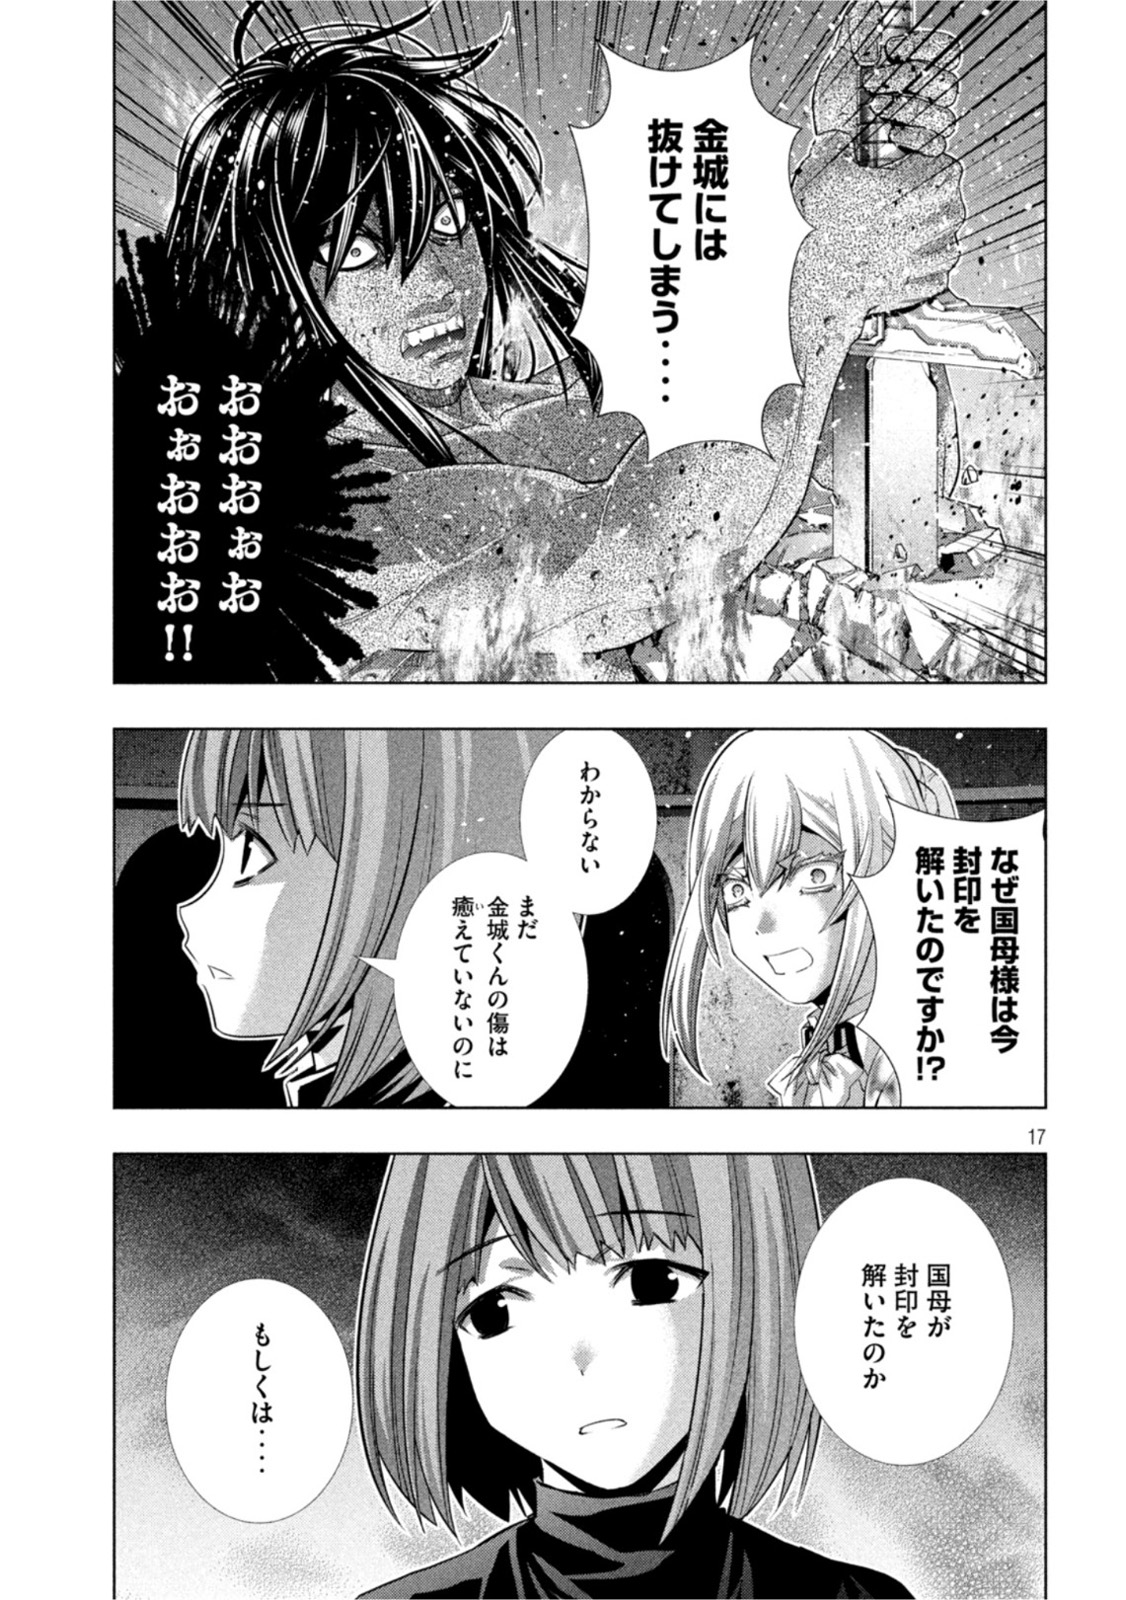 金城には
抜けてしまう‥‥
おおおぉお
おぉおおお!!
なぜ国母様は今
封印を
解いたのですか!?
わからない
まだ
金城くんの傷は
癒えていないのに
い
17
国母が
封印を
解いたのか
もしくは‥‥